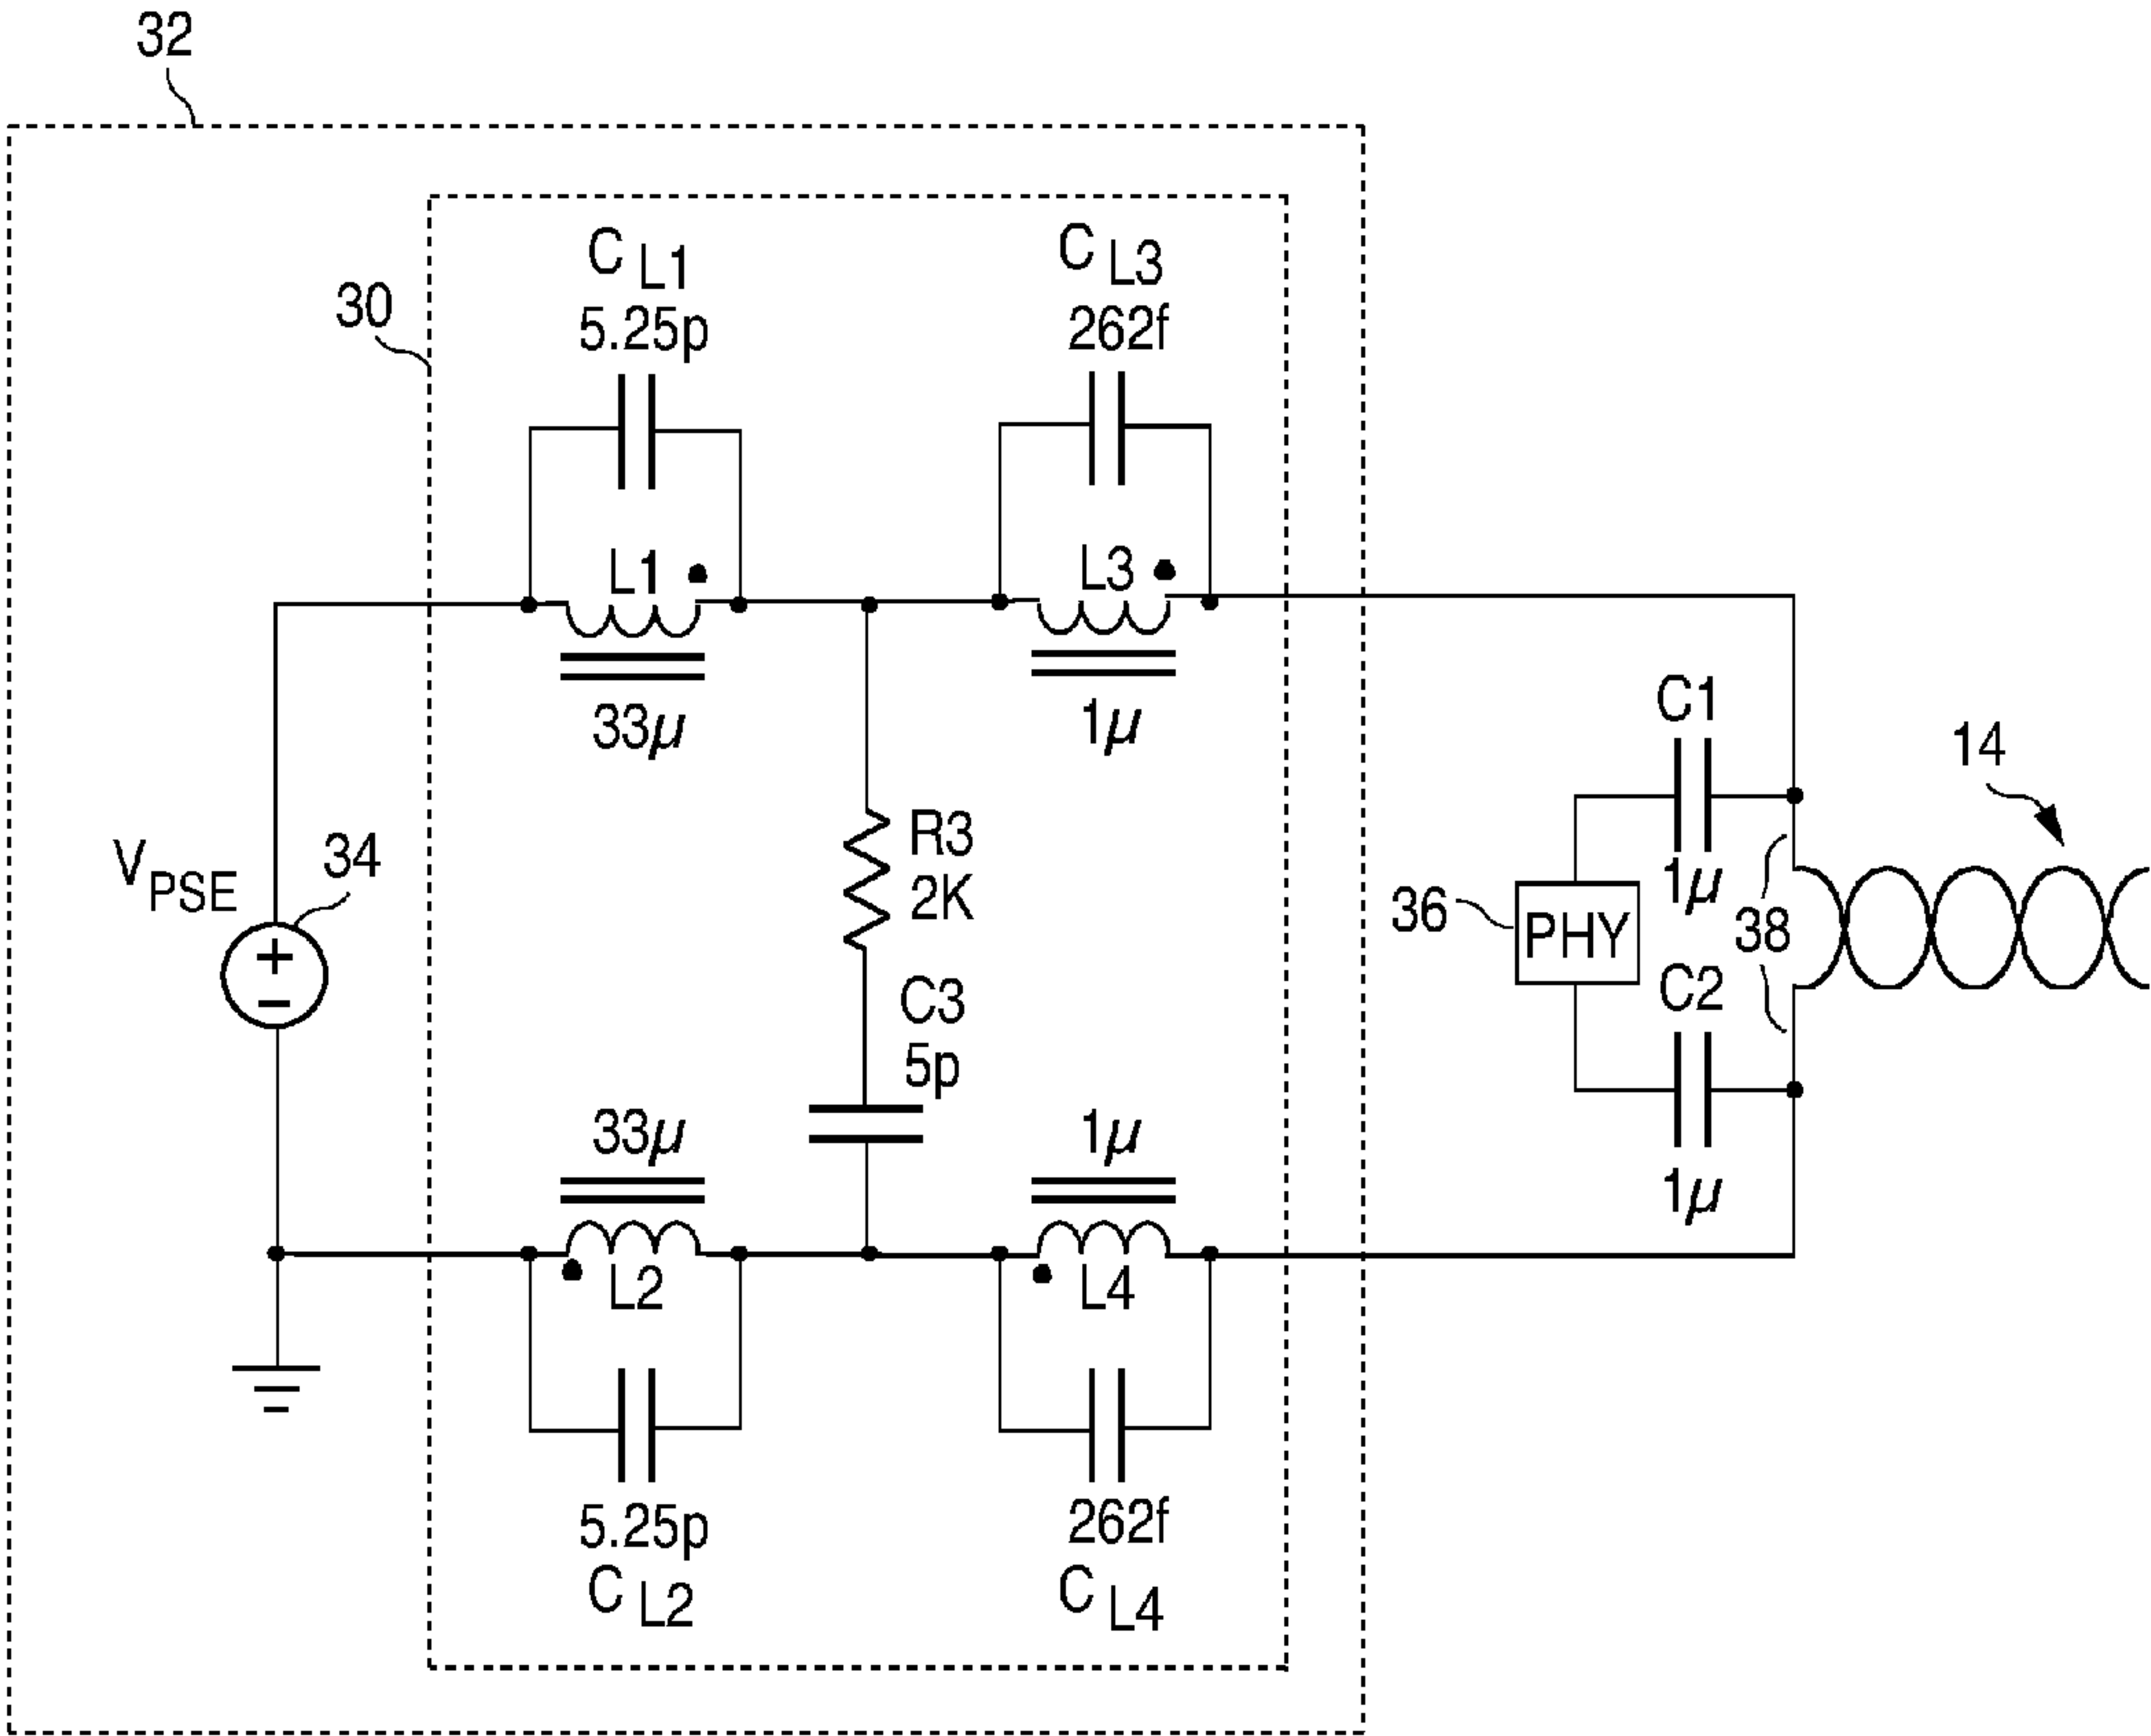 32
30
C L1
5.25p
C L3
262f
L1
33μ
L3
1μ
V PSE
34
R3
2K
C3
5p
C1
1μ
14
36
PHY
38
C2
1μ
33μ
L2
1μ
L4
5.25p
C L2
262f
C L4